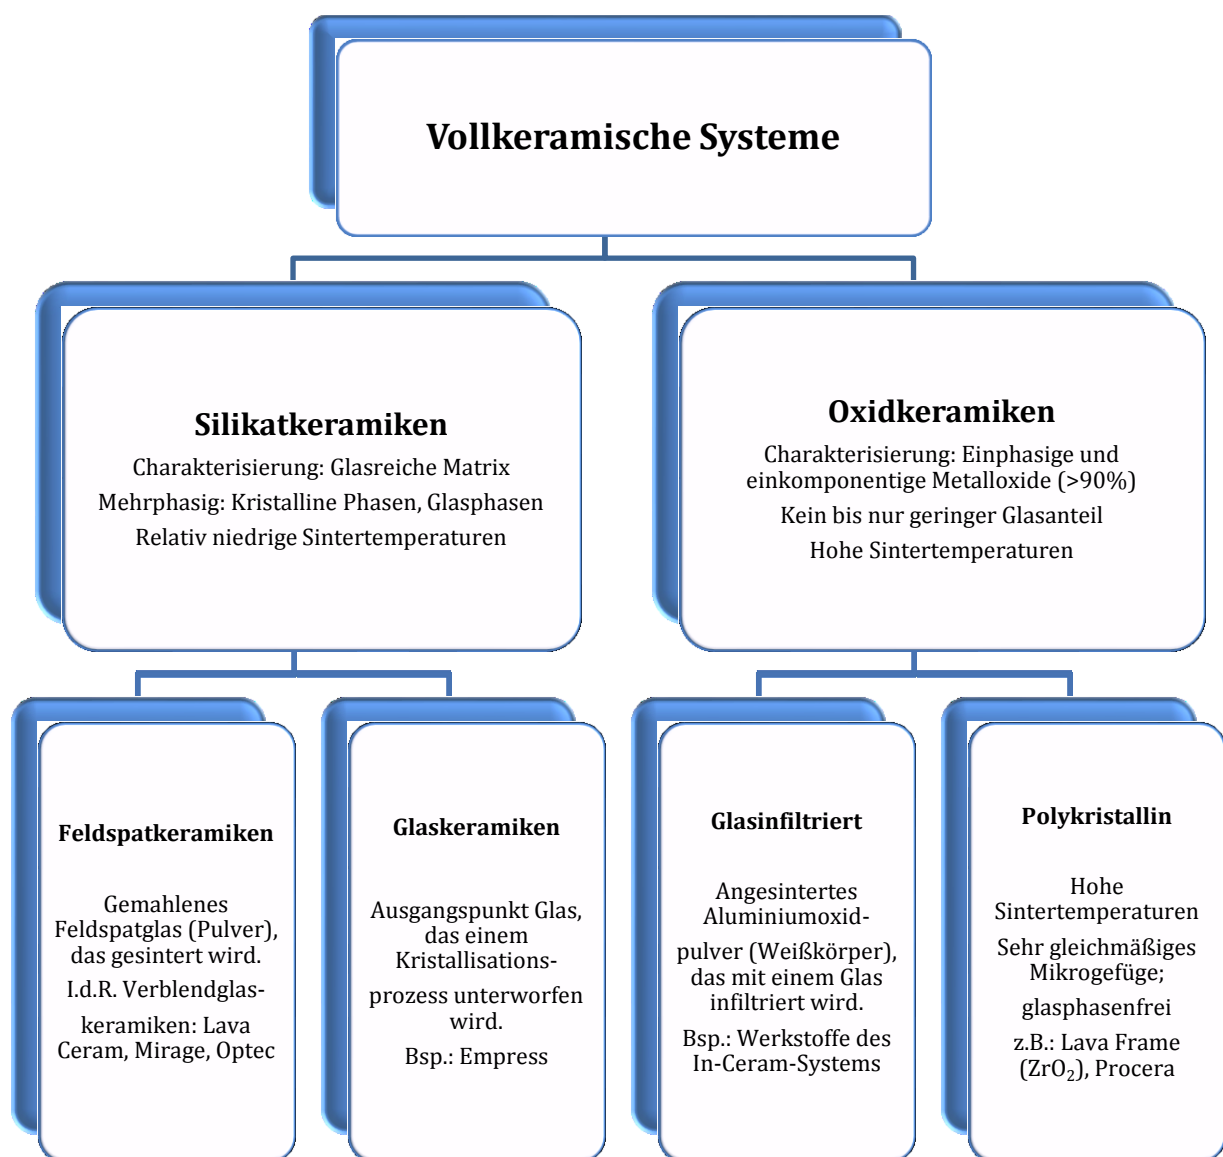 Vollkeramische Systeme
Silikatkeramiken
Charakterisierung: Glasreiche Matrix
Mehrphasig: Kristalline Phasen, Glasphasen
Relativ niedrige Sintertemperaturen
Oxidkeramiken
Charakterisierung: Einphasige und
einkomponentige Metalloxide (>90%)
Kein bis nur geringer Glasanteil
Hohe Sintertemperaturen
Feldspatkeramiken
Gemahlenes
Feldspatglas (Pulver),
das gesintert wird.
I.d.R. Verblendglas-
keramiken: Lava
Ceram, Mirage, Optec
Glaskeramiken
Ausgangspunkt Glas,
das einem
Kristallisations-
prozess unterworfen
wird.
Bsp.: Empress
Glasinfiltriert
Angesintertes
Aluminiumoxid-
pulver (Weißkörper),
das mit einem Glas
infiltriert wird.
Bsp.: Werkstoffe des
In-Ceram-Systems
Polykristallin
Hohe
Sintertemperaturen
Sehr gleichmäßiges
Mikrogefüge;
glasphasenfrei
z.B.: Lava Frame
(ZrO₂), Procera